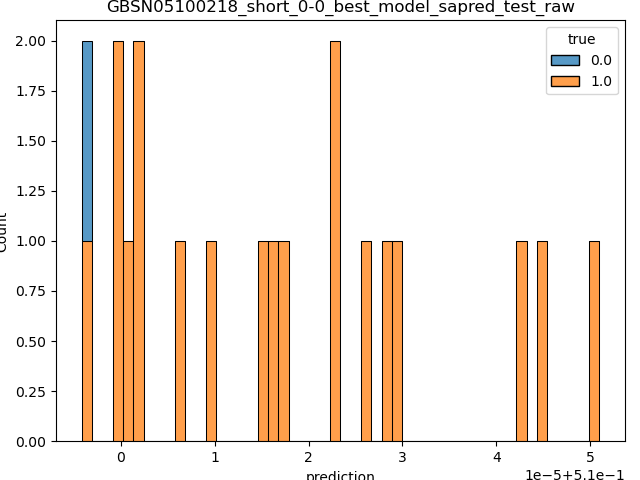 GBSN05100218_short_0-0_best_model_sapred_test_raw
2.00
1.75
1.50
1.25
1.00
0.75
0.50
0.25
0.00
Count
true
0.0
1.0
0 1 2 3 4 5
1e−5+5.1e−1
prediction